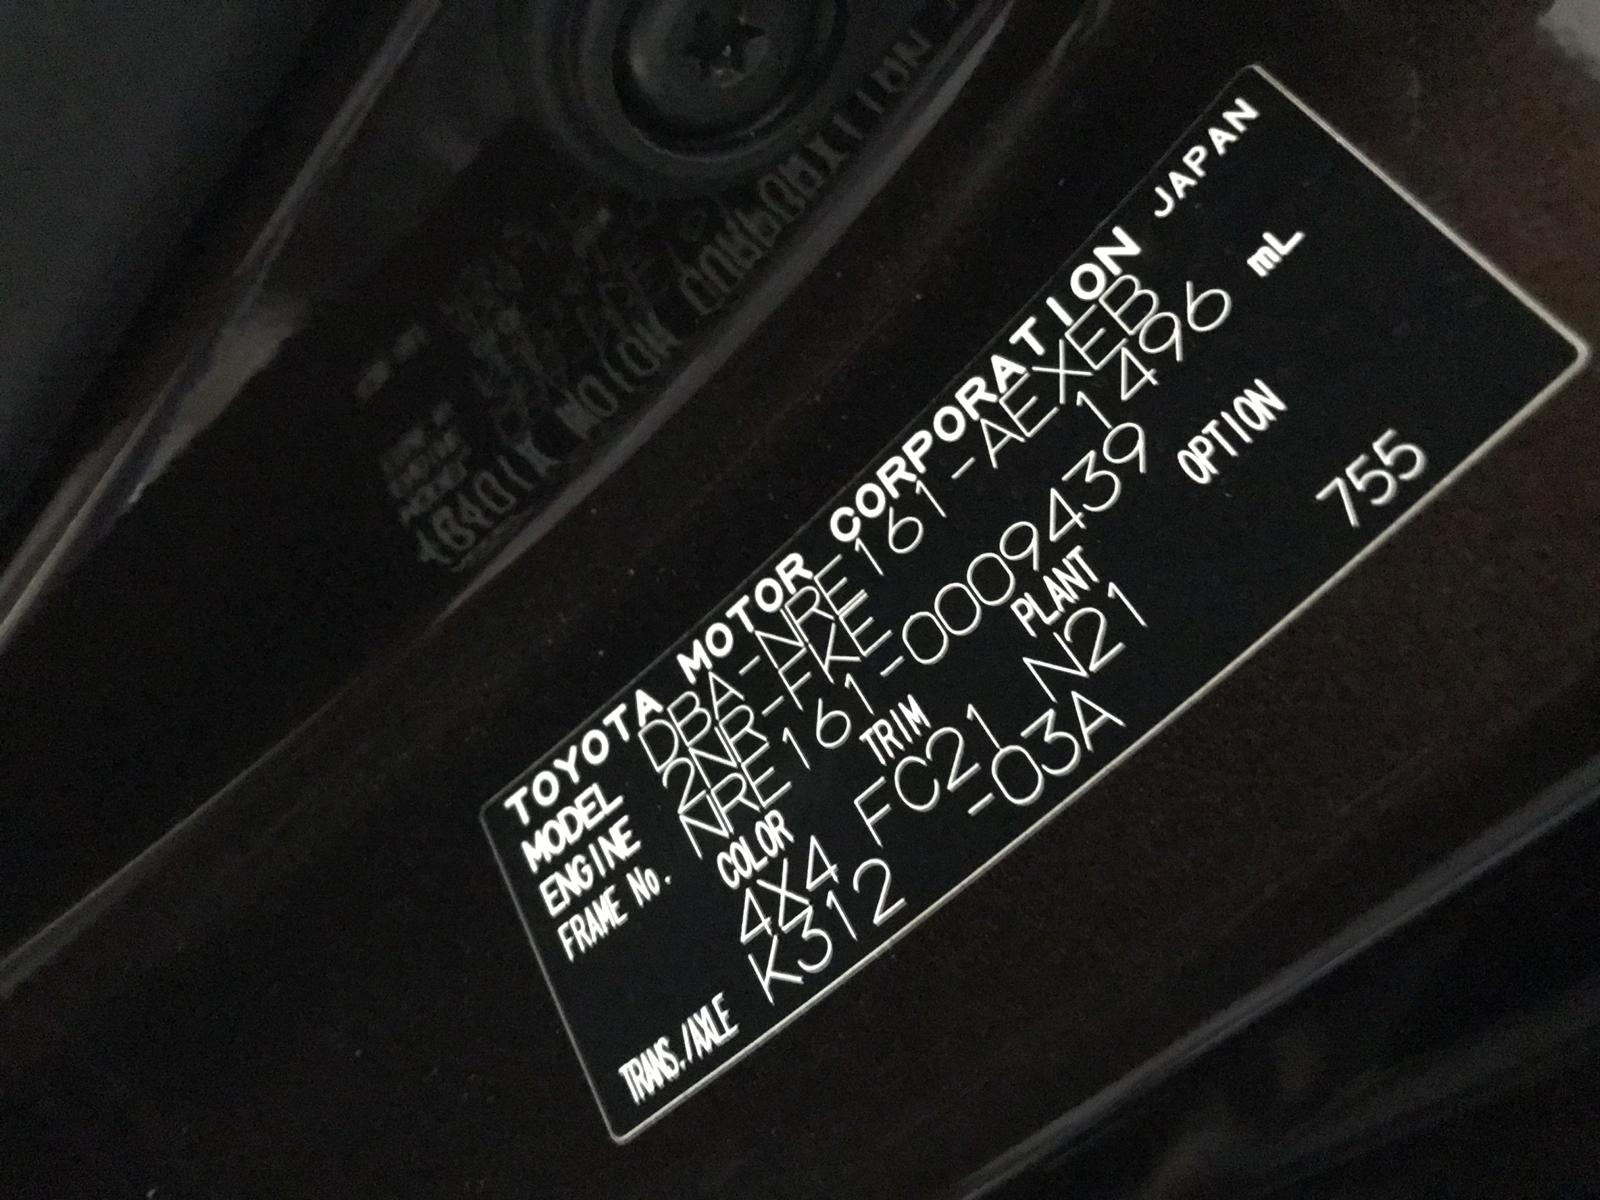 TOYOTA MOTOR CORPORATION JAPAN
MODEL DBA-NRE161-AEXEB
ENGINE 2NR-FKE 1496 mL
FRAME No. NRE161-0009439
COLOR TRIM PLANT OPTION
4X4 FC21 N21 755
TRANS./AXLE K312 -03A